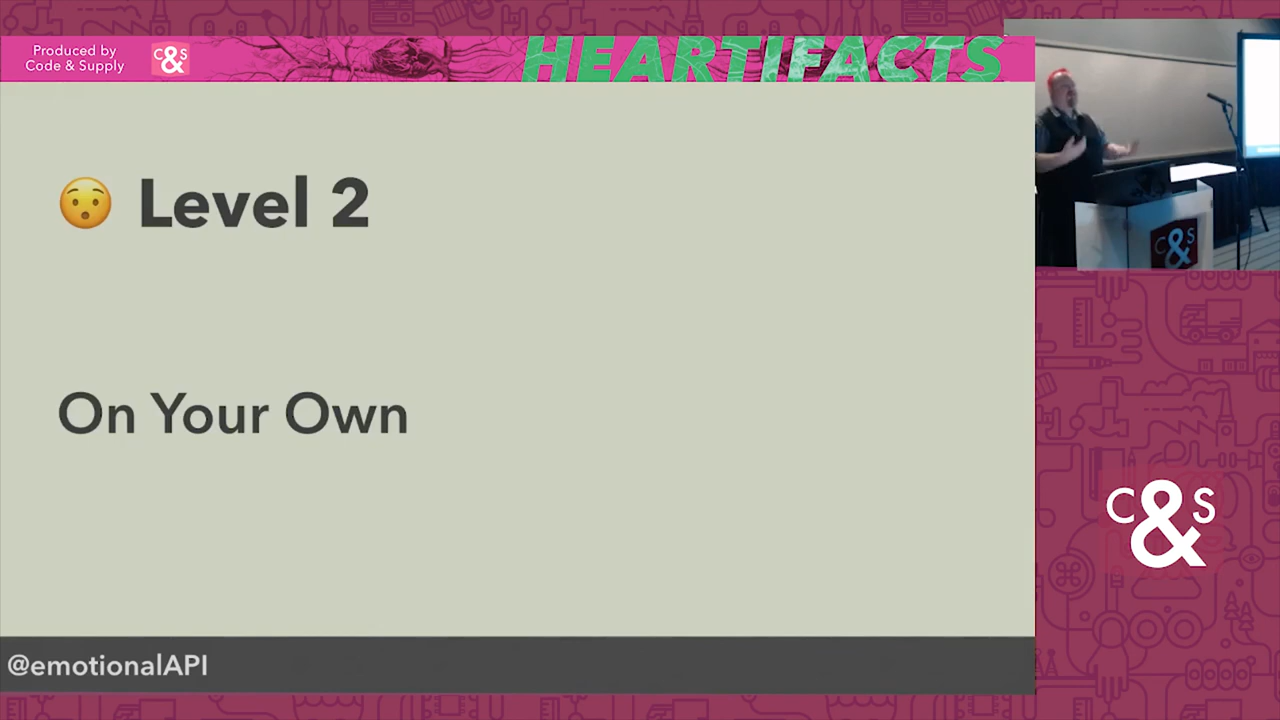 Produced by
Code & Supply
C&S
HEARTIFACTS
😯 Level 2
On Your Own
@emotionalAPI
C&S
C&S